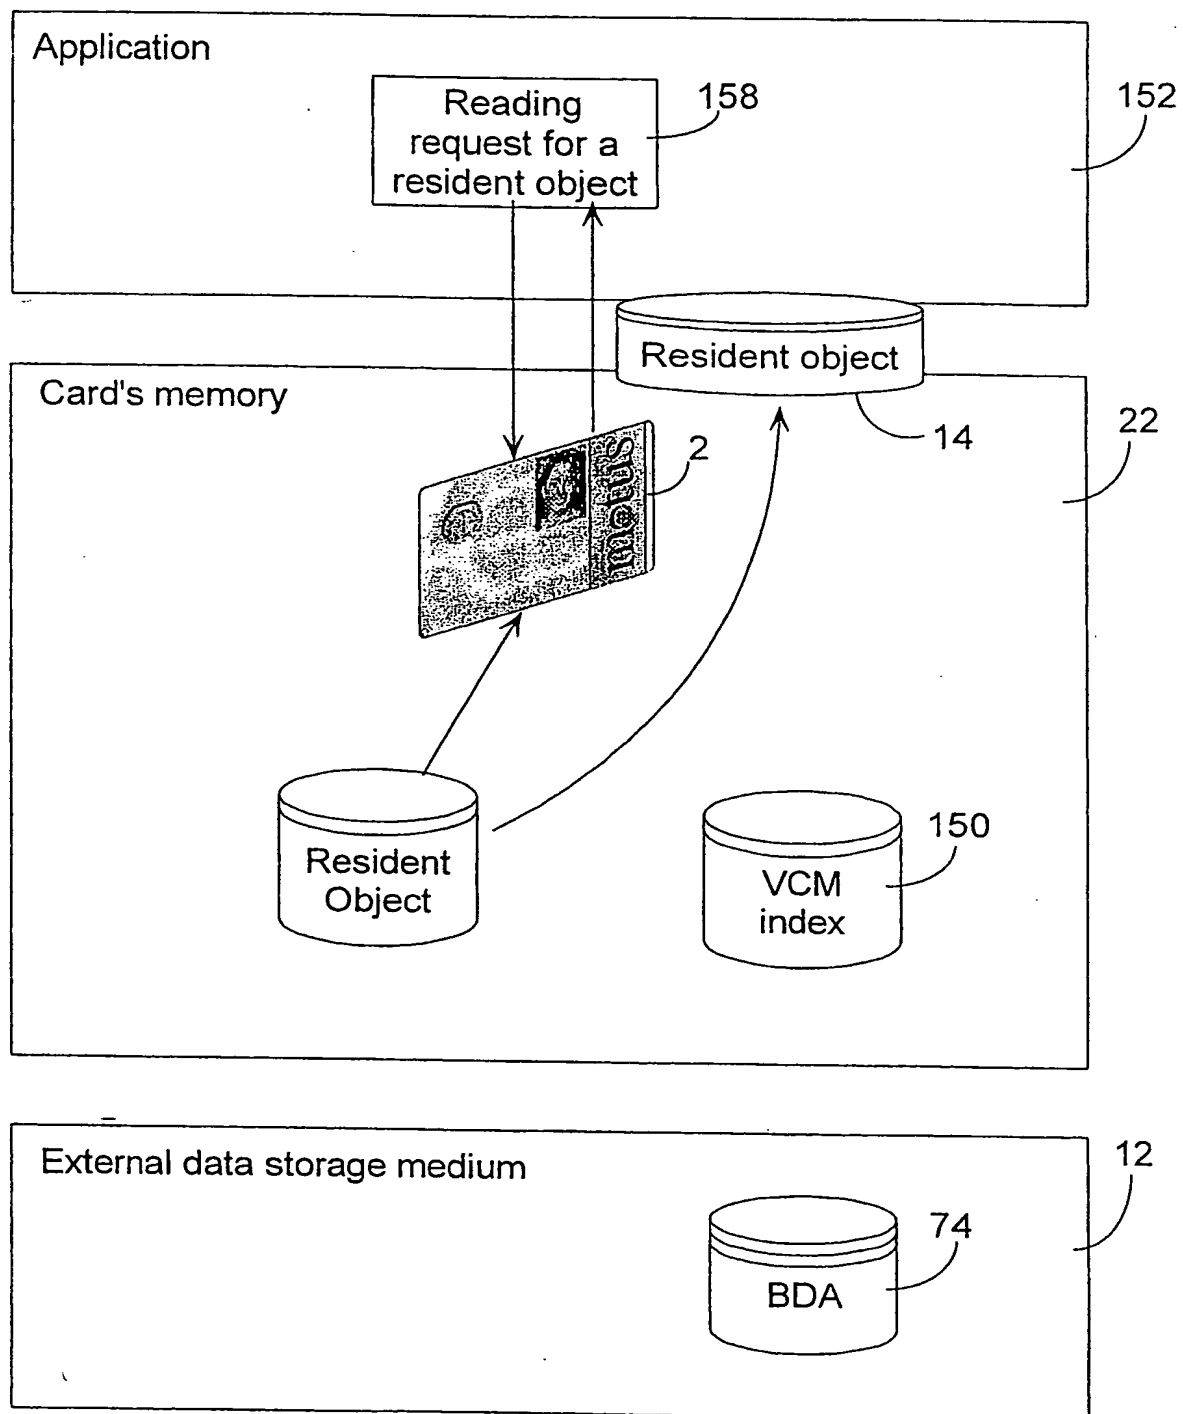 Application
Reading
request for a
resident object
158
152
Resident object
Card's memory
14
22
2
Resident
Object
VCM
index
150
External data storage medium
12
BDA
74